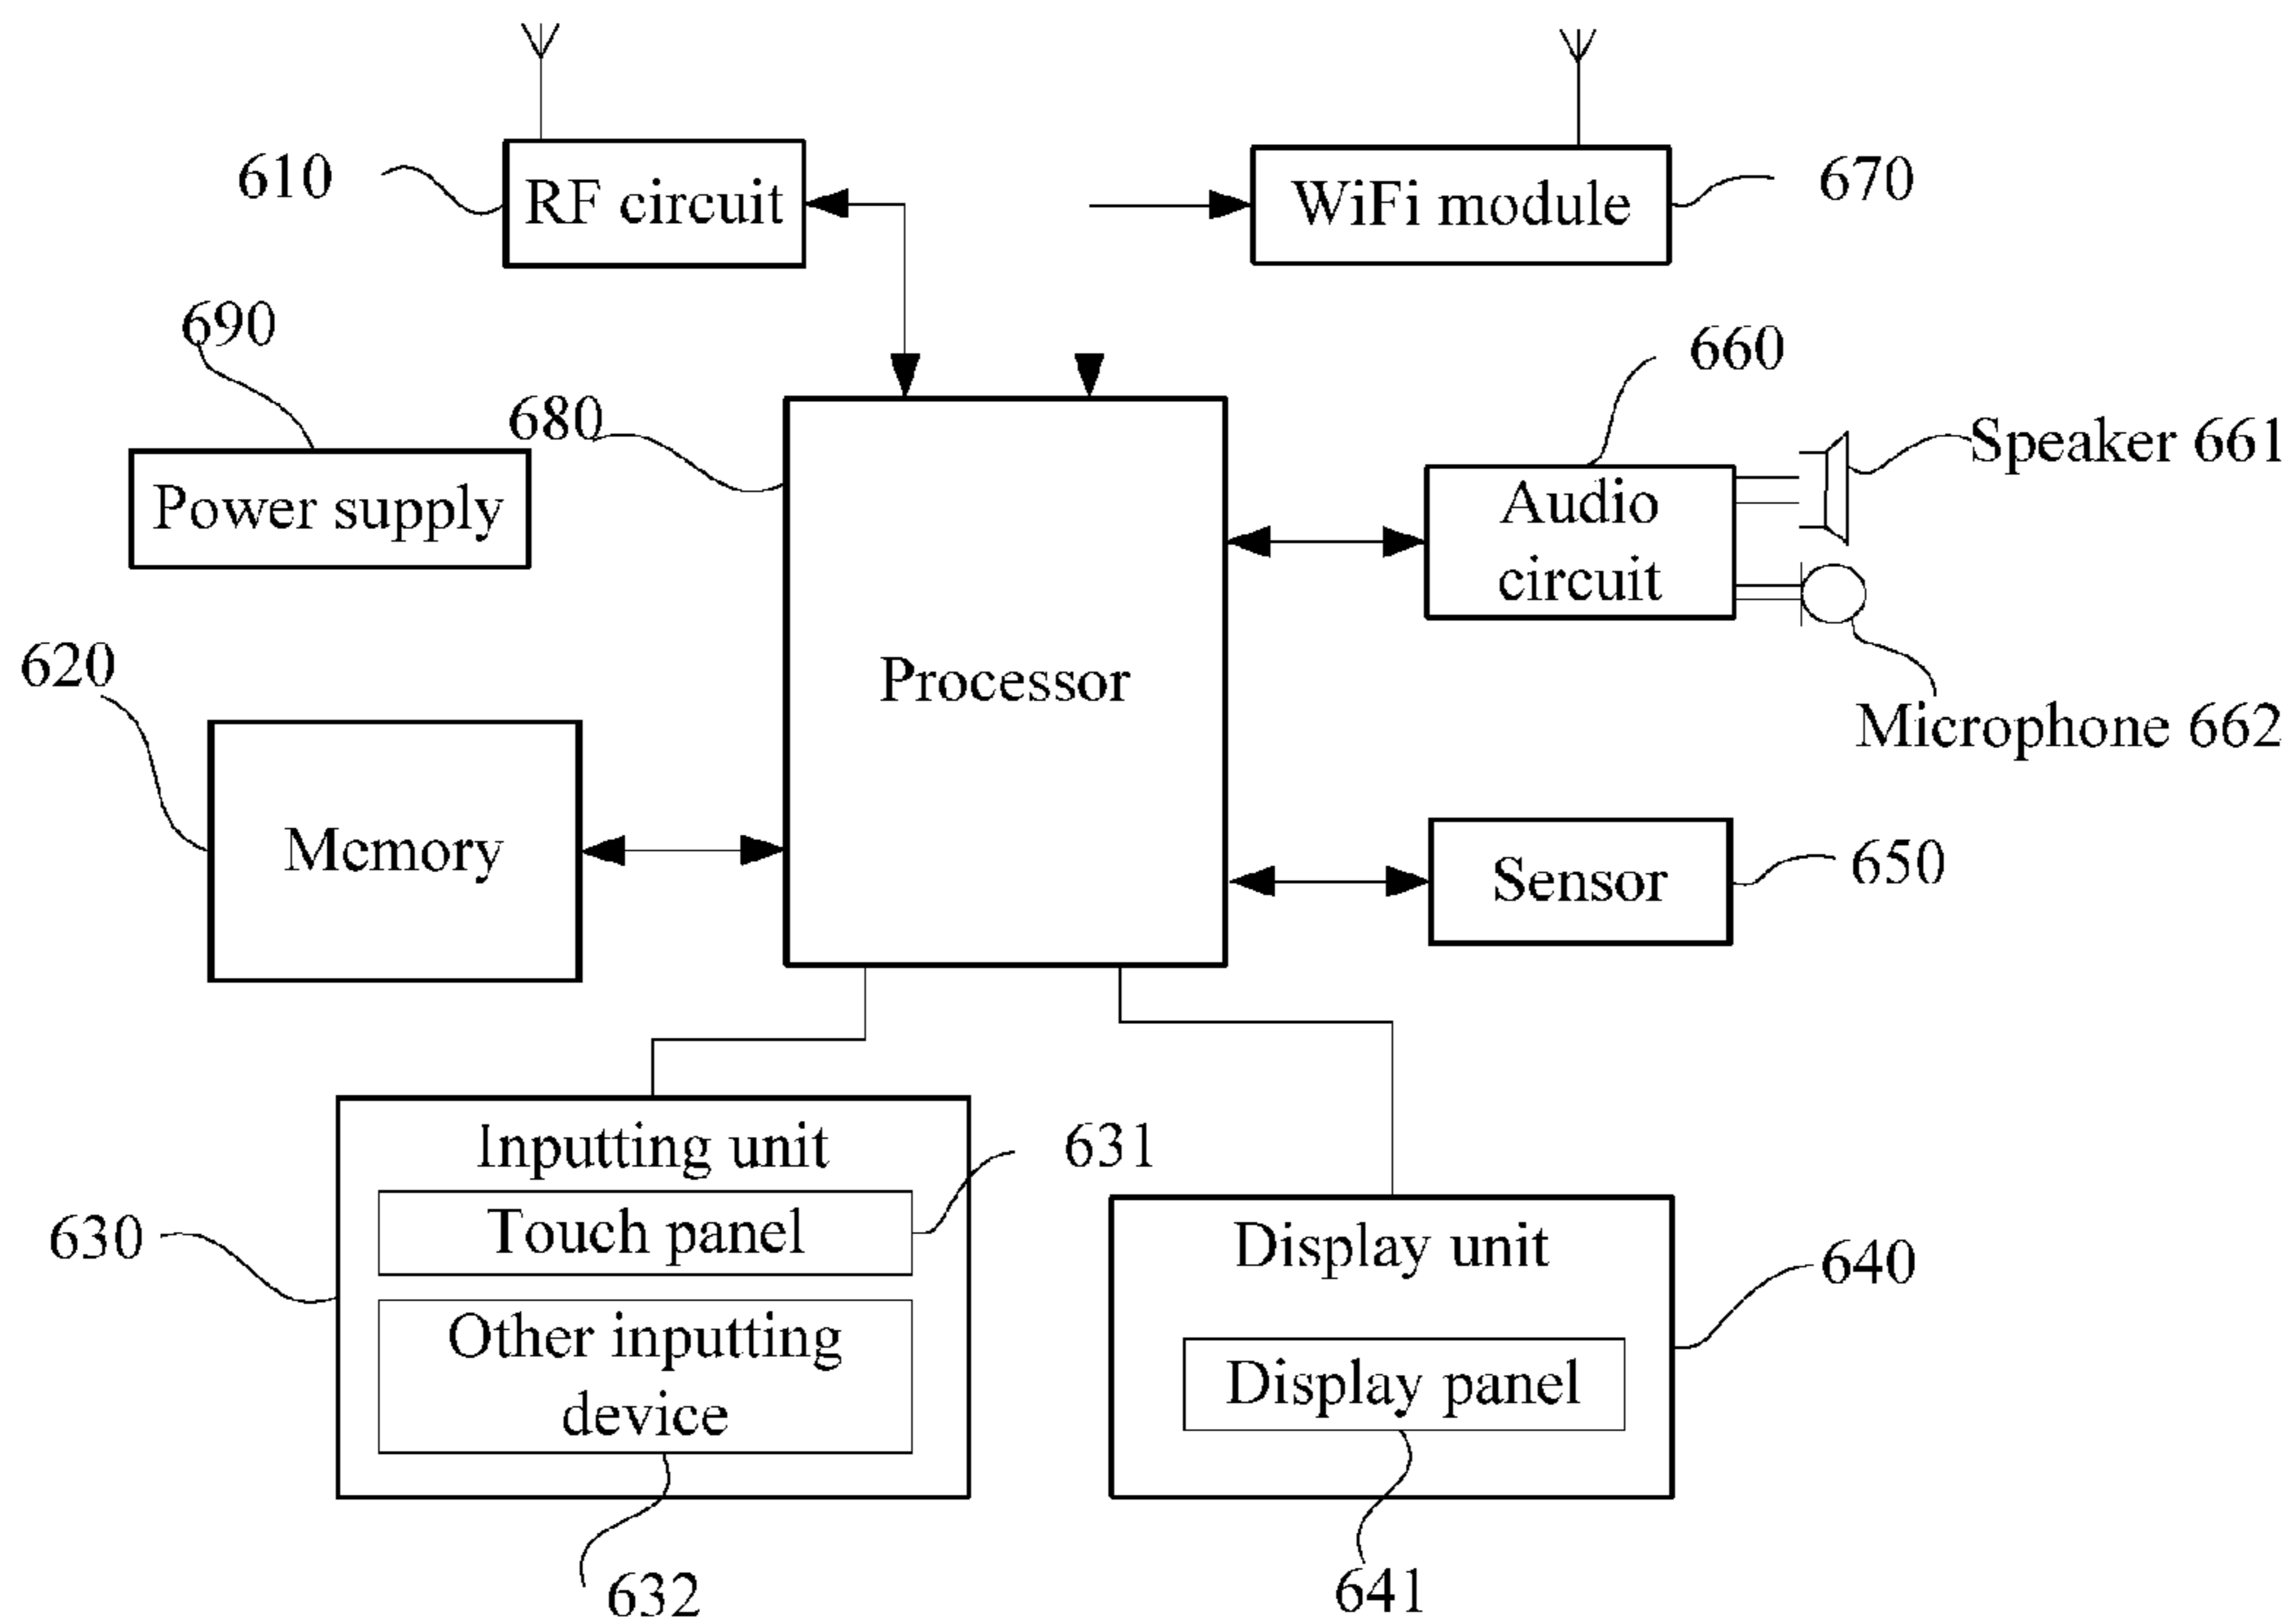 610
RF circuit
WiFi module
670
690
680
660
Speaker 661
Power supply
Audio
circuit
620
Processor
Microphone 662
Memory
Sensor
650
Inputting unit
631
Touch panel
630
Display unit
640
Other inputting
device
Display panel
632
641